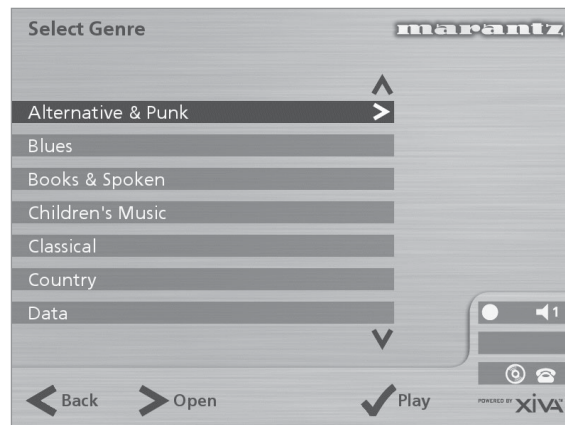 Select Genre
marantz
Alternative & Punk
Blues
Books & Spoken
Children's Music
Classical
Country
Data
1
Back
Open
Play
POWERED BY XiVA™